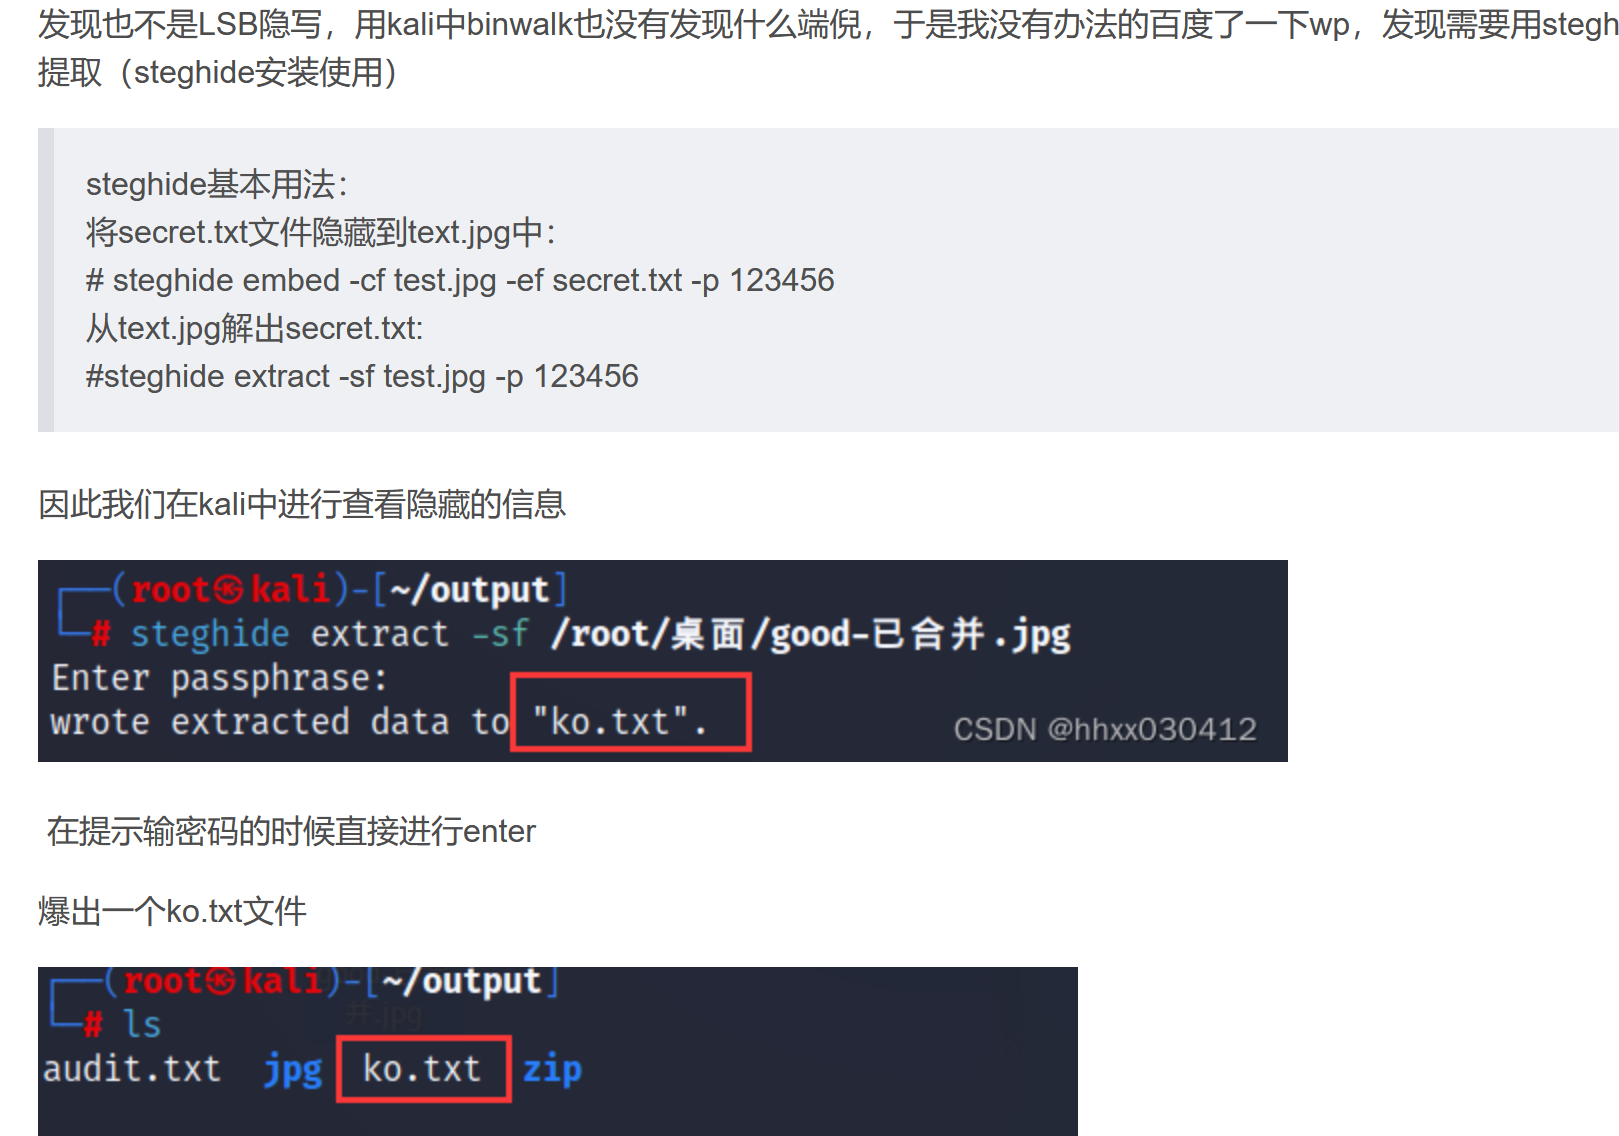 发现也不是LSB隐写，用kali中binwalk也没有发现什么端倪，于是我没有办法的百度了一下wp，发现需要用stegh
提取（steghide安装使用）
steghide基本用法：
将secret.txt文件隐藏到text.jpg中：
# steghide embed -cf test.jpg -ef secret.txt -p 123456
从text.jpg解出secret.txt:
#steghide extract -sf test.jpg -p 123456
因此我们在kali中进行查看隐藏的信息
┌──(root㉿kali)-[~/output]
└─# steghide extract -sf /root/桌面/good-已合并.jpg
Enter passphrase:
wrote extracted data to "ko.txt".
CSDN @hhxx030412
在提示输密码的时候直接进行enter
爆出一个ko.txt文件
┌──(root㉿kali)-[~/output]
└─# ls
audit.txt jpg ko.txt zip